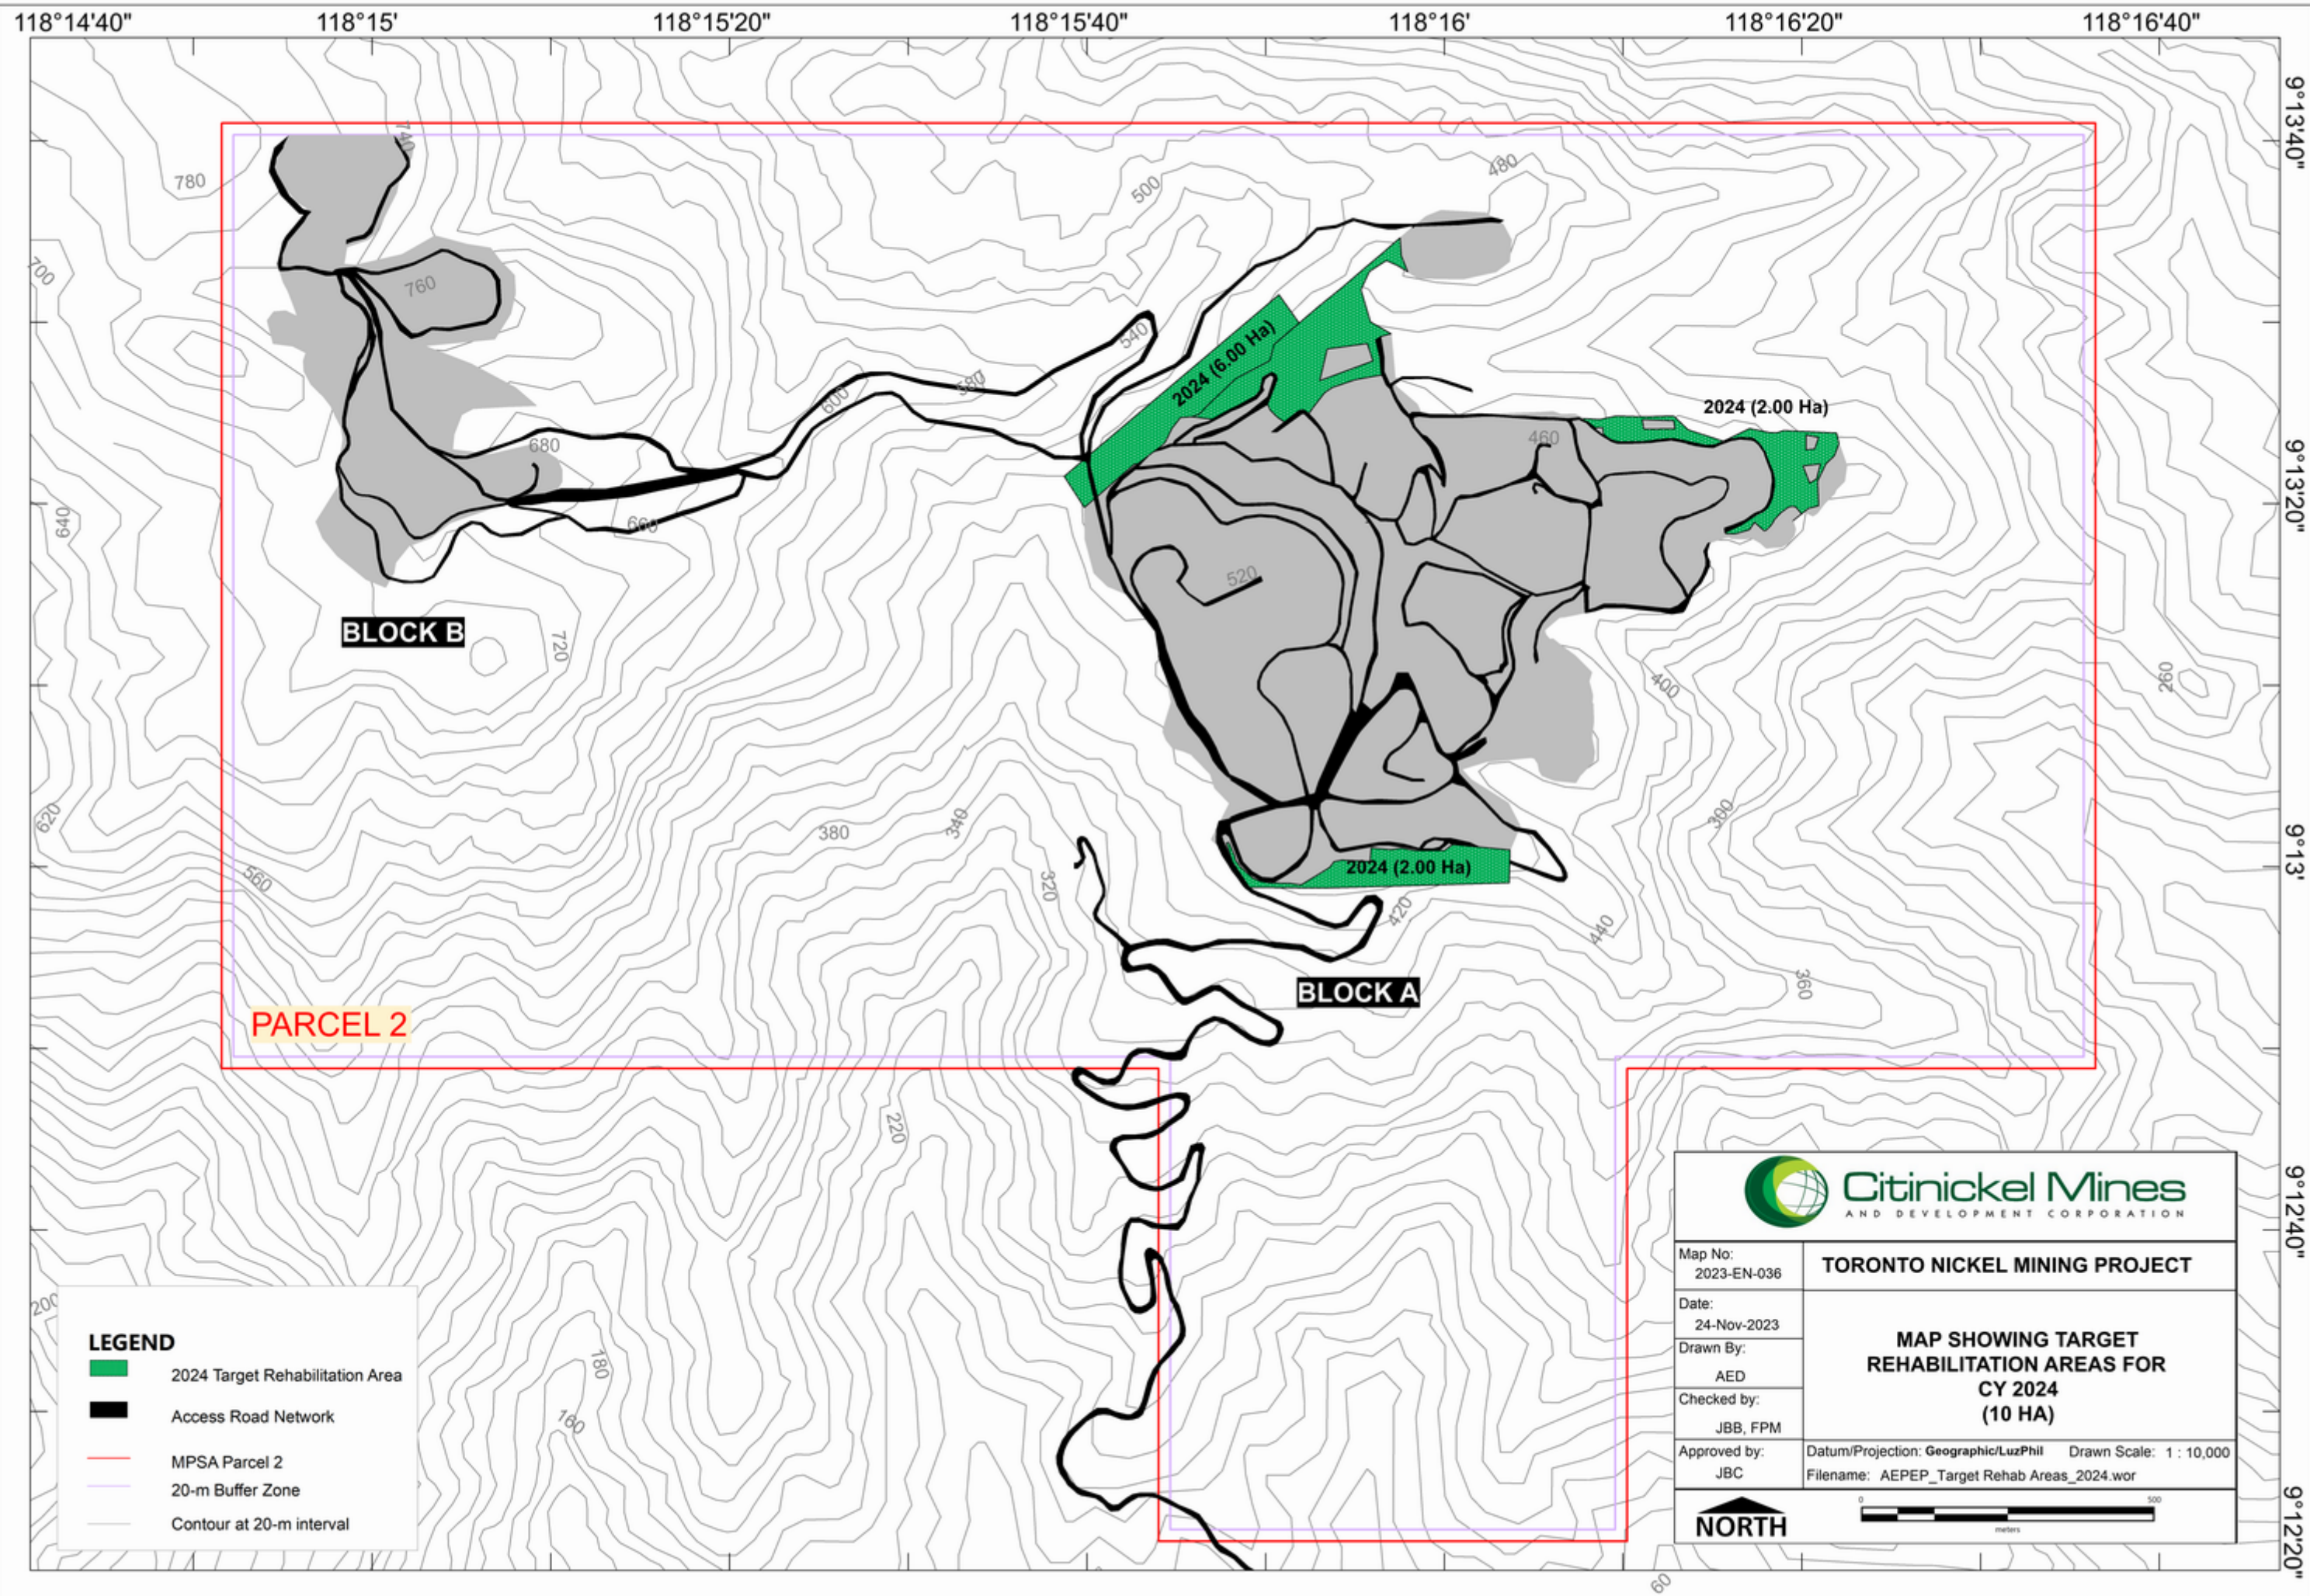 118°14'40"
118°15'
118°15'20"
118°15'40"
118°16'
118°16'20"
118°16'40"
9°13'40"
9°13'20"
9°13'
9°12'40"
9°12'20"
740
780
480
500
700
760
540
580
600
2024 (6.00 Ha)
2024 (2.00 Ha)
680
460
640
660
520
BLOCK B
720
400
260
620
380
340
300
560
320
2024 (2.00 Ha)
420
440
360
BLOCK A
PARCEL 2
220
200
180
160
60
LEGEND
2024 Target Rehabilitation Area
Access Road Network
MPSA Parcel 2
20-m Buffer Zone
Contour at 20-m interval
Citinickel Mines
AND DEVELOPMENT CORPORATION
Map No:
2023-EN-036
TORONTO NICKEL MINING PROJECT
Date:
24-Nov-2023
Drawn By:
AED
Checked by:
JBB, FPM
Approved by:
JBC
MAP SHOWING TARGET
REHABILITATION AREAS FOR
CY 2024
(10 HA)
Datum/Projection: Geographic/LuzPhil Drawn Scale: 1 : 10,000
Filename: AEPEP_Target Rehab Areas_2024.wor
NORTH
0 500
meters